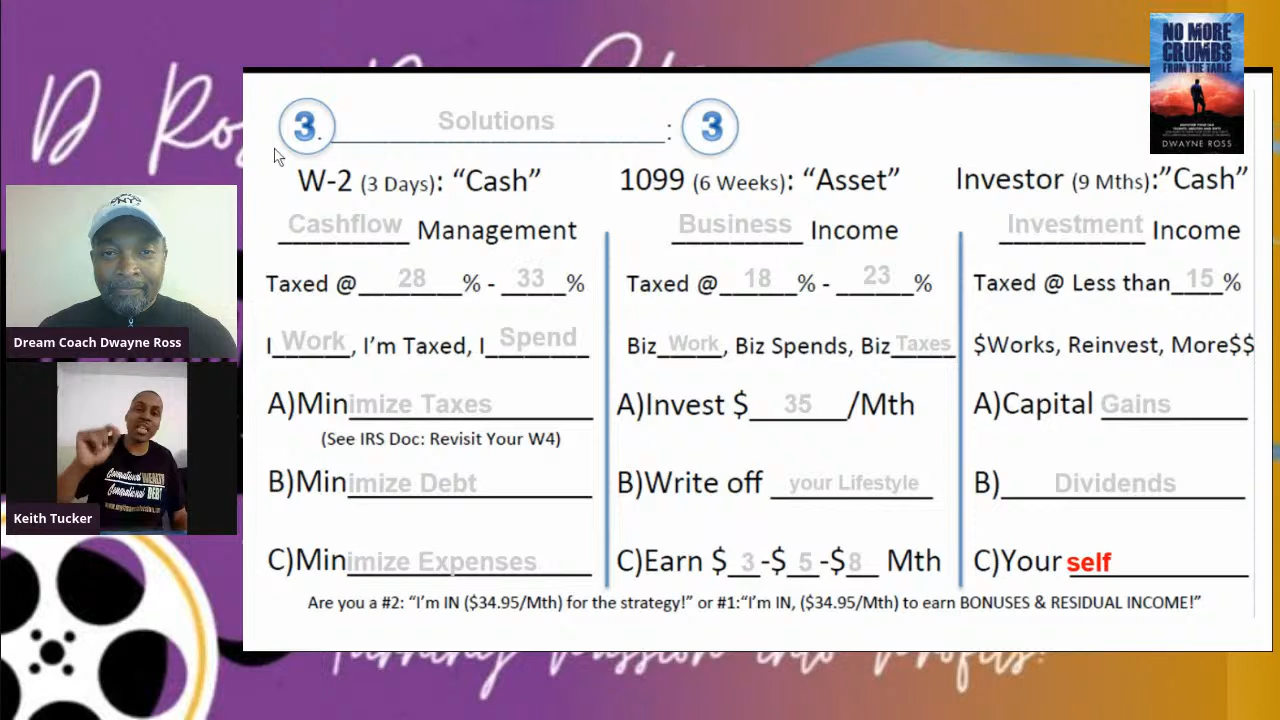 D Ro
NO MORE
CRUMBS
FROM THE TABLE
DWAYNE ROSS
3. Solutions : 3
W-2 (3 Days): “Cash”
Cashflow Management
Taxed @ 28 % - 33 %
I Work, I’m Taxed, I Spend
A)Minimize Taxes
(See IRS Doc: Revisit Your W4)
B)Minimize Debt
C)Minimize Expenses
1099 (6 Weeks): “Asset”
Business Income
Taxed @ 18 % - 23 %
Biz Work, Biz Spends, Biz Taxes
A)Invest $ 35 /Mth
B)Write off your Lifestyle
C)Earn $ 3 -$ 5 -$ 8 Mth
Investor (9 Mths):”Cash”
Investment Income
Taxed @ Less than 15 %
$Works, Reinvest, More$$
A)Capital Gains
B) Dividends
C)Your self
Are you a #2: “I’m IN ($34.95/Mth) for the strategy!” or #1:“I’m IN, ($34.95/Mth) to earn BONUSES & RESIDUAL INCOME!”
Dream Coach Dwayne Ross
Generational WEALTH
Generational DEBT
Keith Tucker